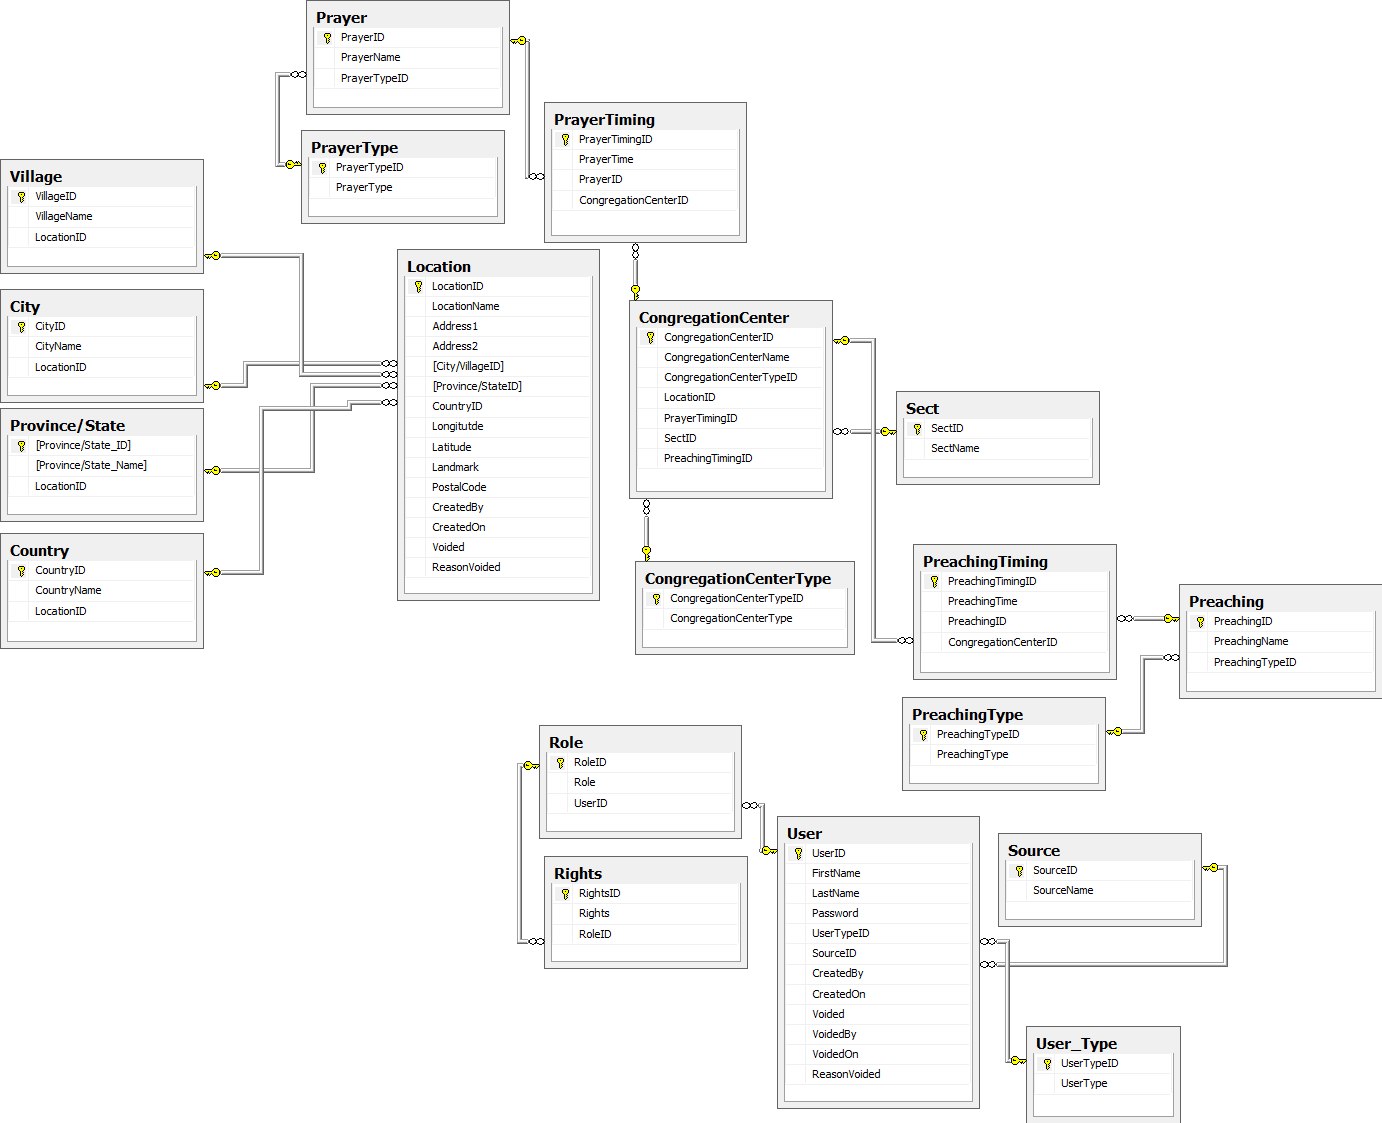 Prayer
PrayerID
PrayerName
PrayerTypeID
PrayerType
PrayerTypeID
PrayerType
PrayerTiming
PrayerTimingID
PrayerTime
PrayerID
CongregationCenterID
Village
VillageID
VillageName
LocationID
City
CityID
CityName
LocationID
Province/State
[Province/State_ID]
[Province/State_Name]
LocationID
Country
CountryID
CountryName
LocationID
Location
LocationID
LocationName
Address1
Address2
[City/VillageID]
[Province/StateID]
CountryID
Longitutde
Latitude
Landmark
PostalCode
CreatedBy
CreatedOn
Voided
ReasonVoided
CongregationCenter
CongregationCenterID
CongregationCenterName
CongregationCenterTypeID
LocationID
PrayerTimingID
SectID
PreachingTimingID
Sect
SectID
SectName
CongregationCenterType
CongregationCenterTypeID
CongregationCenterType
PreachingTiming
PreachingTimingID
PreachingTime
PreachingID
CongregationCenterID
Preaching
PreachingID
PreachingName
PreachingTypeID
PreachingType
PreachingTypeID
PreachingType
Role
RoleID
Role
UserID
Rights
RightsID
Rights
RoleID
User
UserID
FirstName
LastName
Password
UserTypeID
SourceID
CreatedBy
CreatedOn
Voided
VoidedBy
VoidedOn
ReasonVoided
Source
SourceID
SourceName
User_Type
UserTypeID
UserType